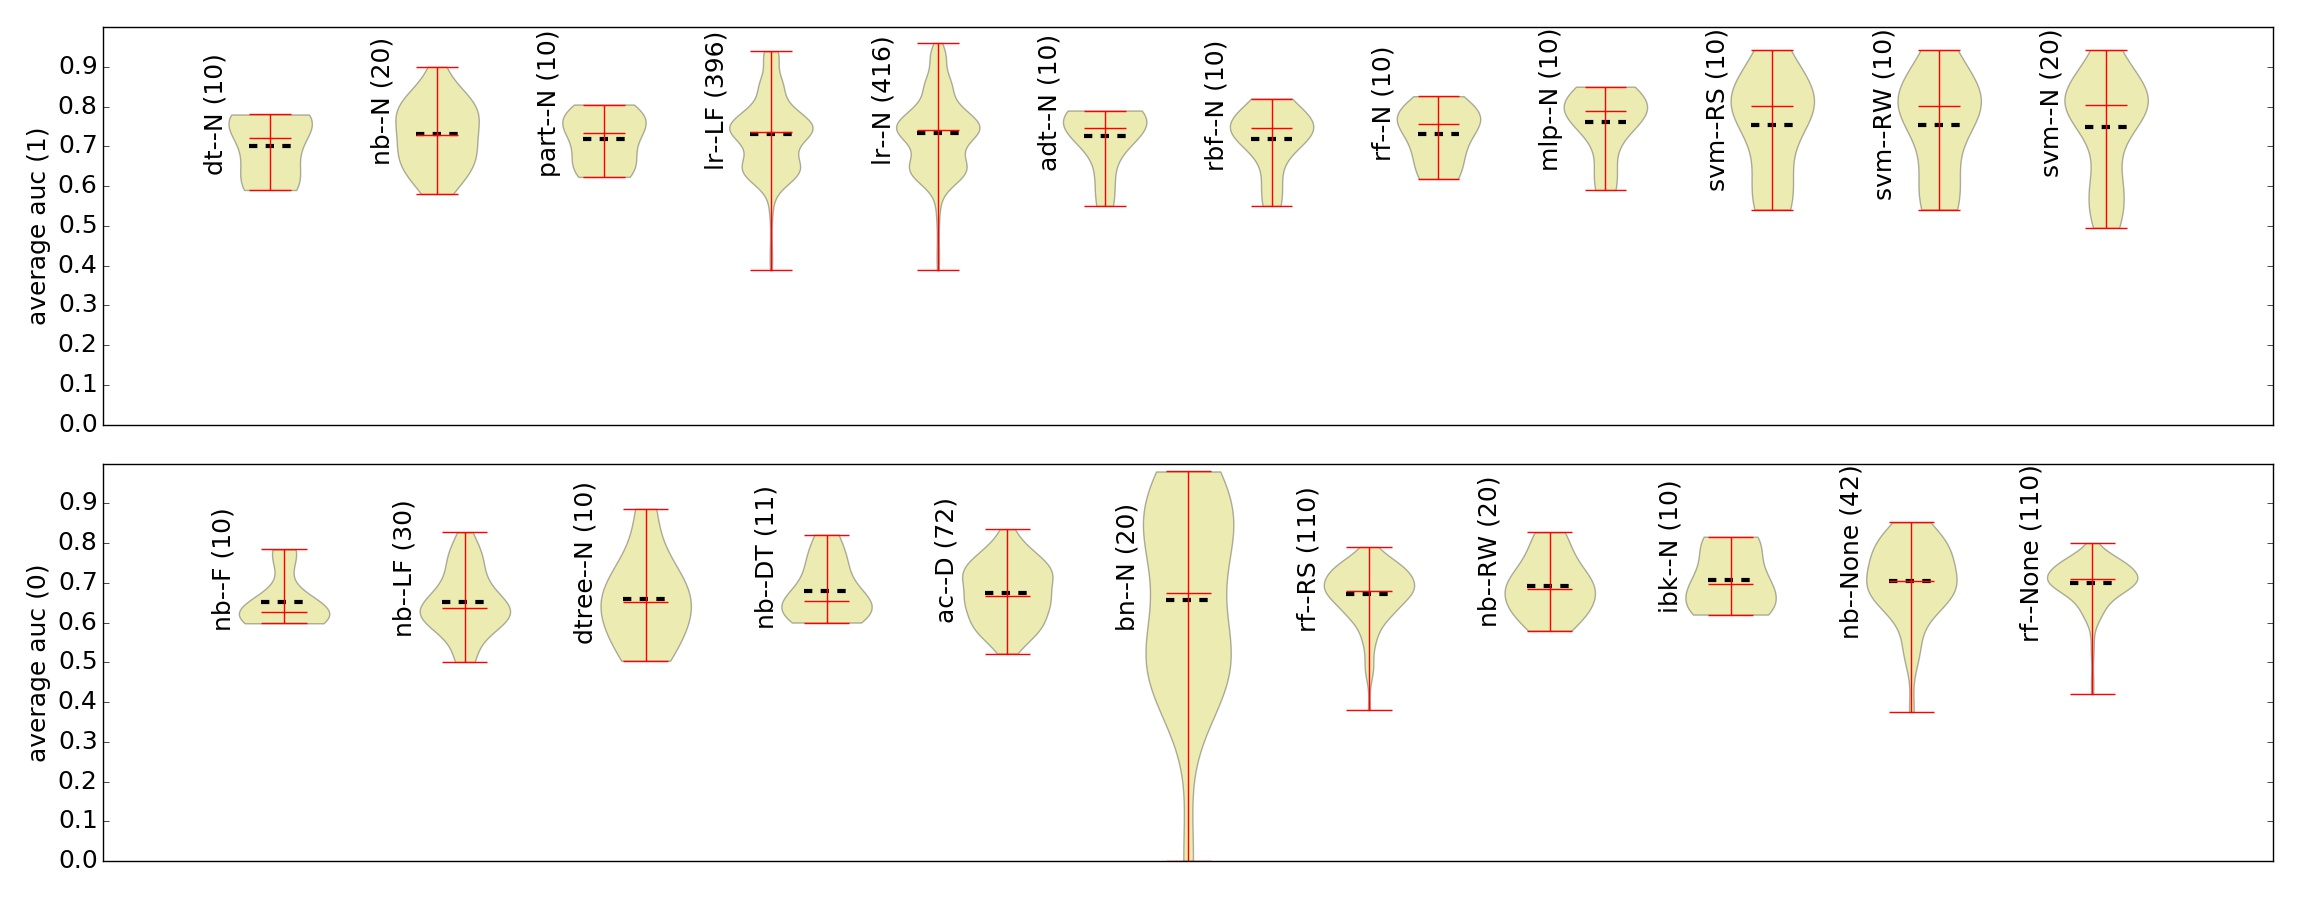 average auc (1)
0.9
0.8
0.7
0.6
0.5
0.4
0.3
0.2
0.1
0.0
dt--N (10)
nb--N (20)
part--N (10)
lr--LF (396)
lr--N (416)
adt--N (10)
rbf--N (10)
rf--N (10)
mlp--N (10)
svm--RS (10)
svm--RW (10)
svm--N (20)
average auc (0)
0.9
0.8
0.7
0.6
0.5
0.4
0.3
0.2
0.1
0.0
nb--F (10)
nb--LF (30)
dtree--N (10)
nb--DT (11)
ac--D (72)
bn--N (20)
rf--RS (110)
nb--RW (20)
ibk--N (10)
nb--None (42)
rf--None (110)